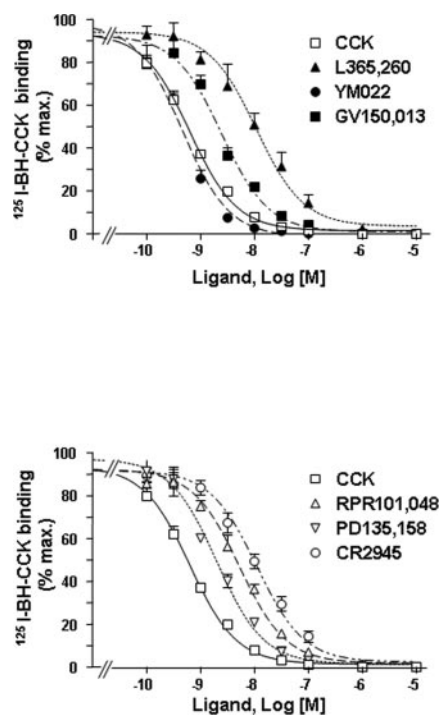 100
80
60
40
20
0
¹²⁵I-BH-CCK binding
(% max.)
CCK
L365,260
YM022
GV150,013
-10 -9 -8 -7 -6 -5
Ligand, Log [M]
100
80
60
40
20
0
¹²⁵I-BH-CCK binding
(% max.)
CCK
RPR101,048
PD135,158
CR2945
-10 -9 -8 -7 -6 -5
Ligand, Log [M]